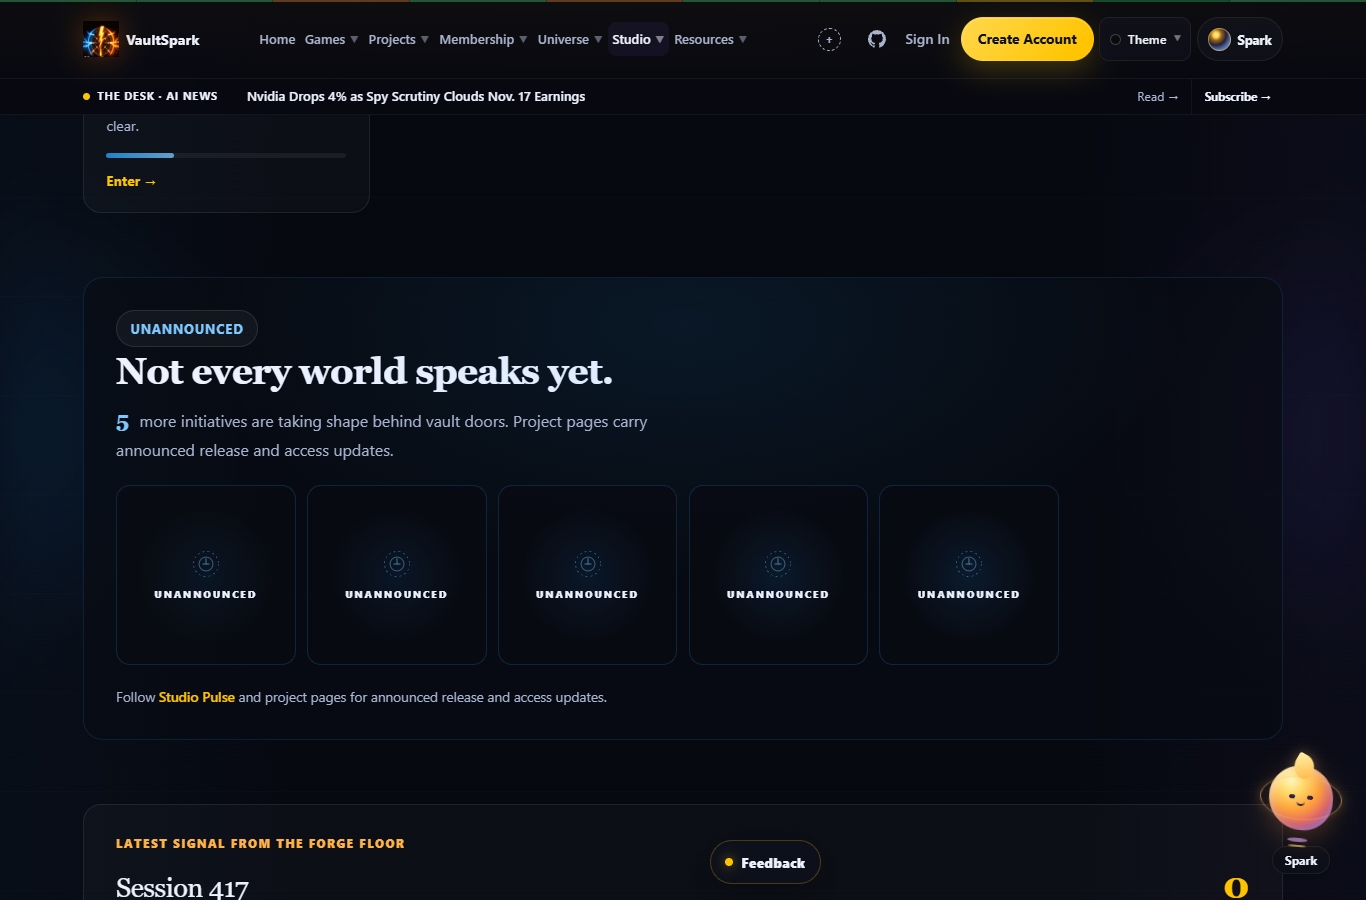 VaultSpark
Home Games Projects Membership Universe Studio Resources
Sign In
Create Account
Theme
Spark
THE DESK - AI NEWS
Nvidia Drops 4% as Spy Scrutiny Clouds Nov. 17 Earnings
Read →
Subscribe →
clear.
Enter →
UNANNOUNCED
Not every world speaks yet.
5 more initiatives are taking shape behind vault doors. Project pages carry
announced release and access updates.
UNANNOUNCED UNANNOUNCED UNANNOUNCED UNANNOUNCED UNANNOUNCED
Follow Studio Pulse and project pages for announced release and access updates.
LATEST SIGNAL FROM THE FORGE FLOOR
Session 417
0
Feedback
Spark